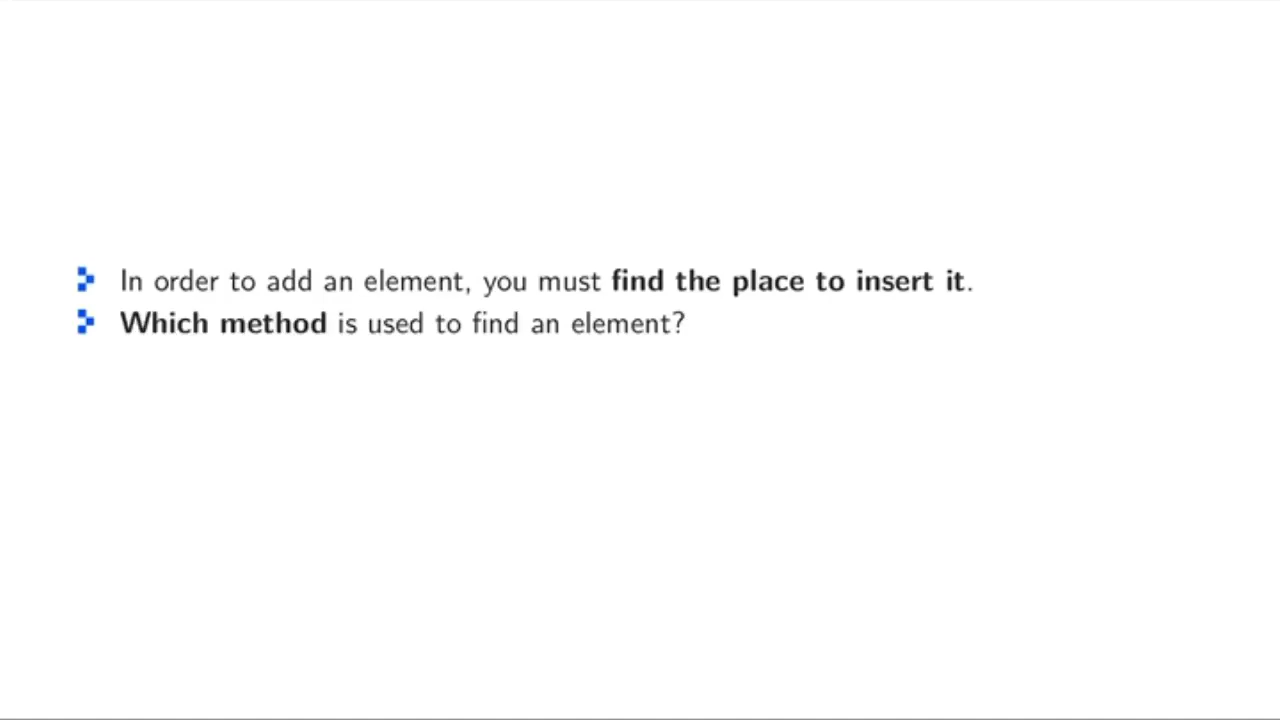 In order to add an element, you must find the place to insert it.
Which method is used to find an element?